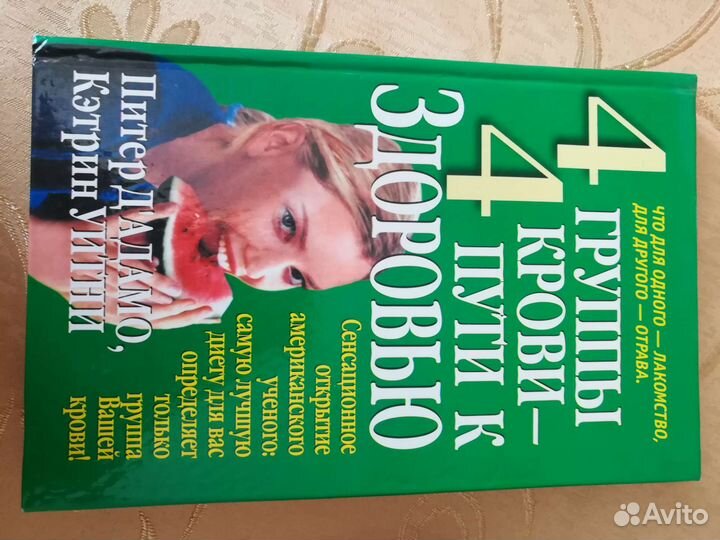 ЧТО ДЛЯ ОДНОГО — ЛАКОМСТВО,
ДЛЯ ДРУГОГО — ОТРАВА.
4 ГРУППЫ
КРОВИ —
4 ПУТИ К
ЗДОРОВЬЮ
Сенсационное
открытие
американского
ученого:
самую лучшую
диету для вас
определяет
только
группа
Вашей
крови!
Питер Д'АДАМО,
Кэтрин УИТНИ
Avito